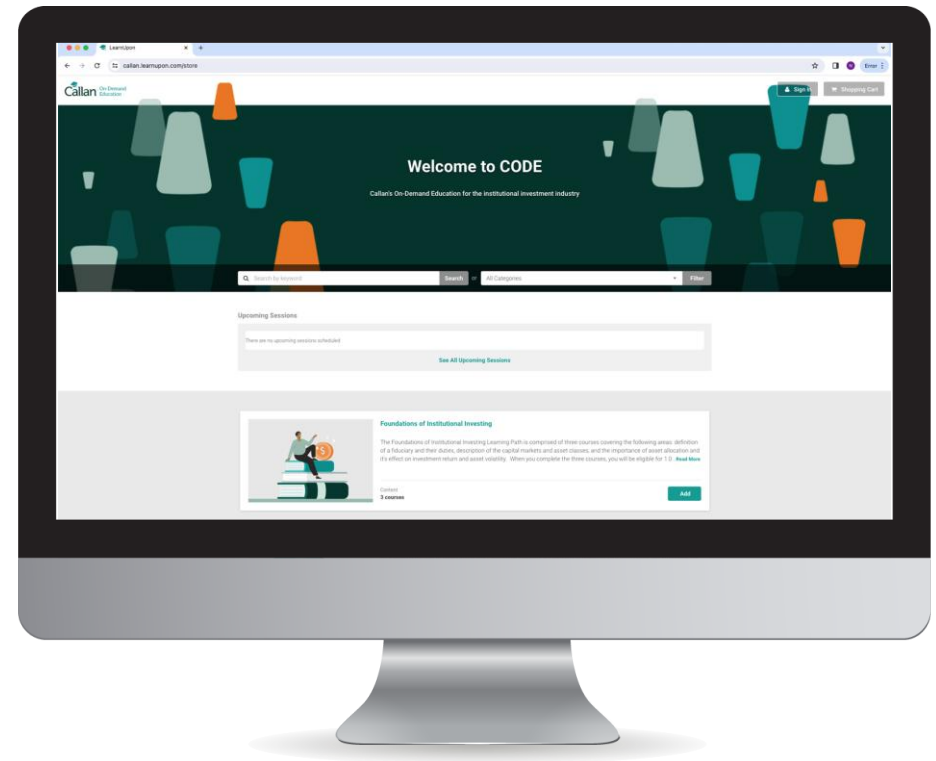 LearnUpon
callan.learnupon.com/store
Error
Callan On-Demand
Education
Sign in
Shopping Cart
Welcome to CODE
Callan's On-Demand Education for the institutional investment industry
Search by keyword
Search
or
All Categories
Filter
Upcoming Sessions
There are no upcoming sessions scheduled
See All Upcoming Sessions
Foundations of Institutional Investing
The Foundations of Institutional Investing Learning Path is comprised of three courses covering the following areas: definition
of a fiduciary and their duties, description of the capital markets and asset classes, and the importance of asset allocation and
it's effect on investment return and asset volatility. When you complete the three courses, you will be eligible for 1.0 Read More
Content
3 courses
Add